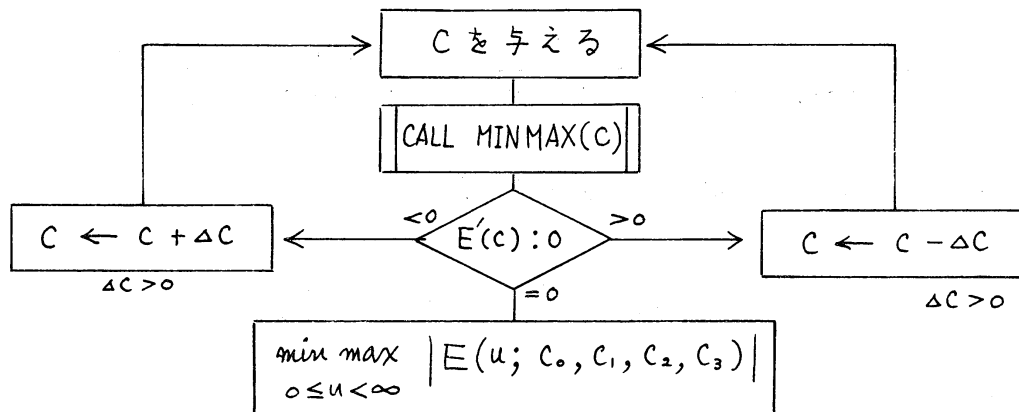 C を 与 え る
CALL MINMAX(C)
<0
E'(C) : 0
>0
=0
C ← C + ΔC
ΔC > 0
C ← C - ΔC
ΔC > 0
min max |E(u; C₀, C₁, C₂, C₃)|
0≤u<∞